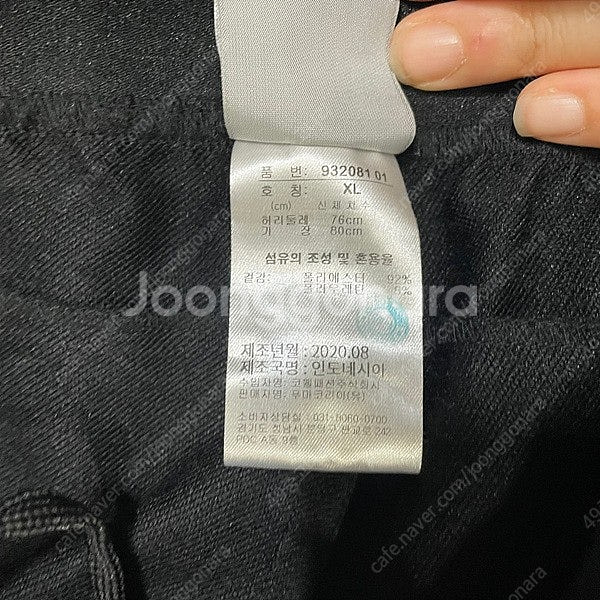 품 번: 932081 01
호 칭: XL
(cm) 신체치수
허리둘레 76cm
기 장 80cm
섬유의 조성 및 혼용율
겉감: 폴리에스터 92%
폴리우레탄
Joonggonara
제조년월 : 2020.08
제조국명 : 인도네시아
수입자명 : 코웰패션주식회사
판매자명: 푸마코리아(유)
소비자상담실 : 031-8060-0700
경기도 성남시 분당구 판교로 242
PDC A동 9층
cafe.naver.com/joonggonara